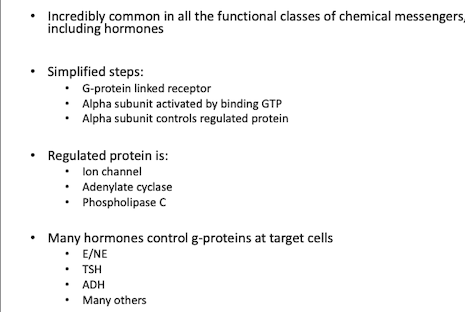 • Incredibly common in all the functional classes of chemical messengers,
including hormones
• Simplified steps:
• G-protein linked receptor
• Alpha subunit activated by binding GTP
• Alpha subunit controls regulated protein
• Regulated protein is:
• Ion channel
• Adenylate cyclase
• Phospholipase C
• Many hormones control g-proteins at target cells
• E/NE
• TSH
• ADH
• Many others